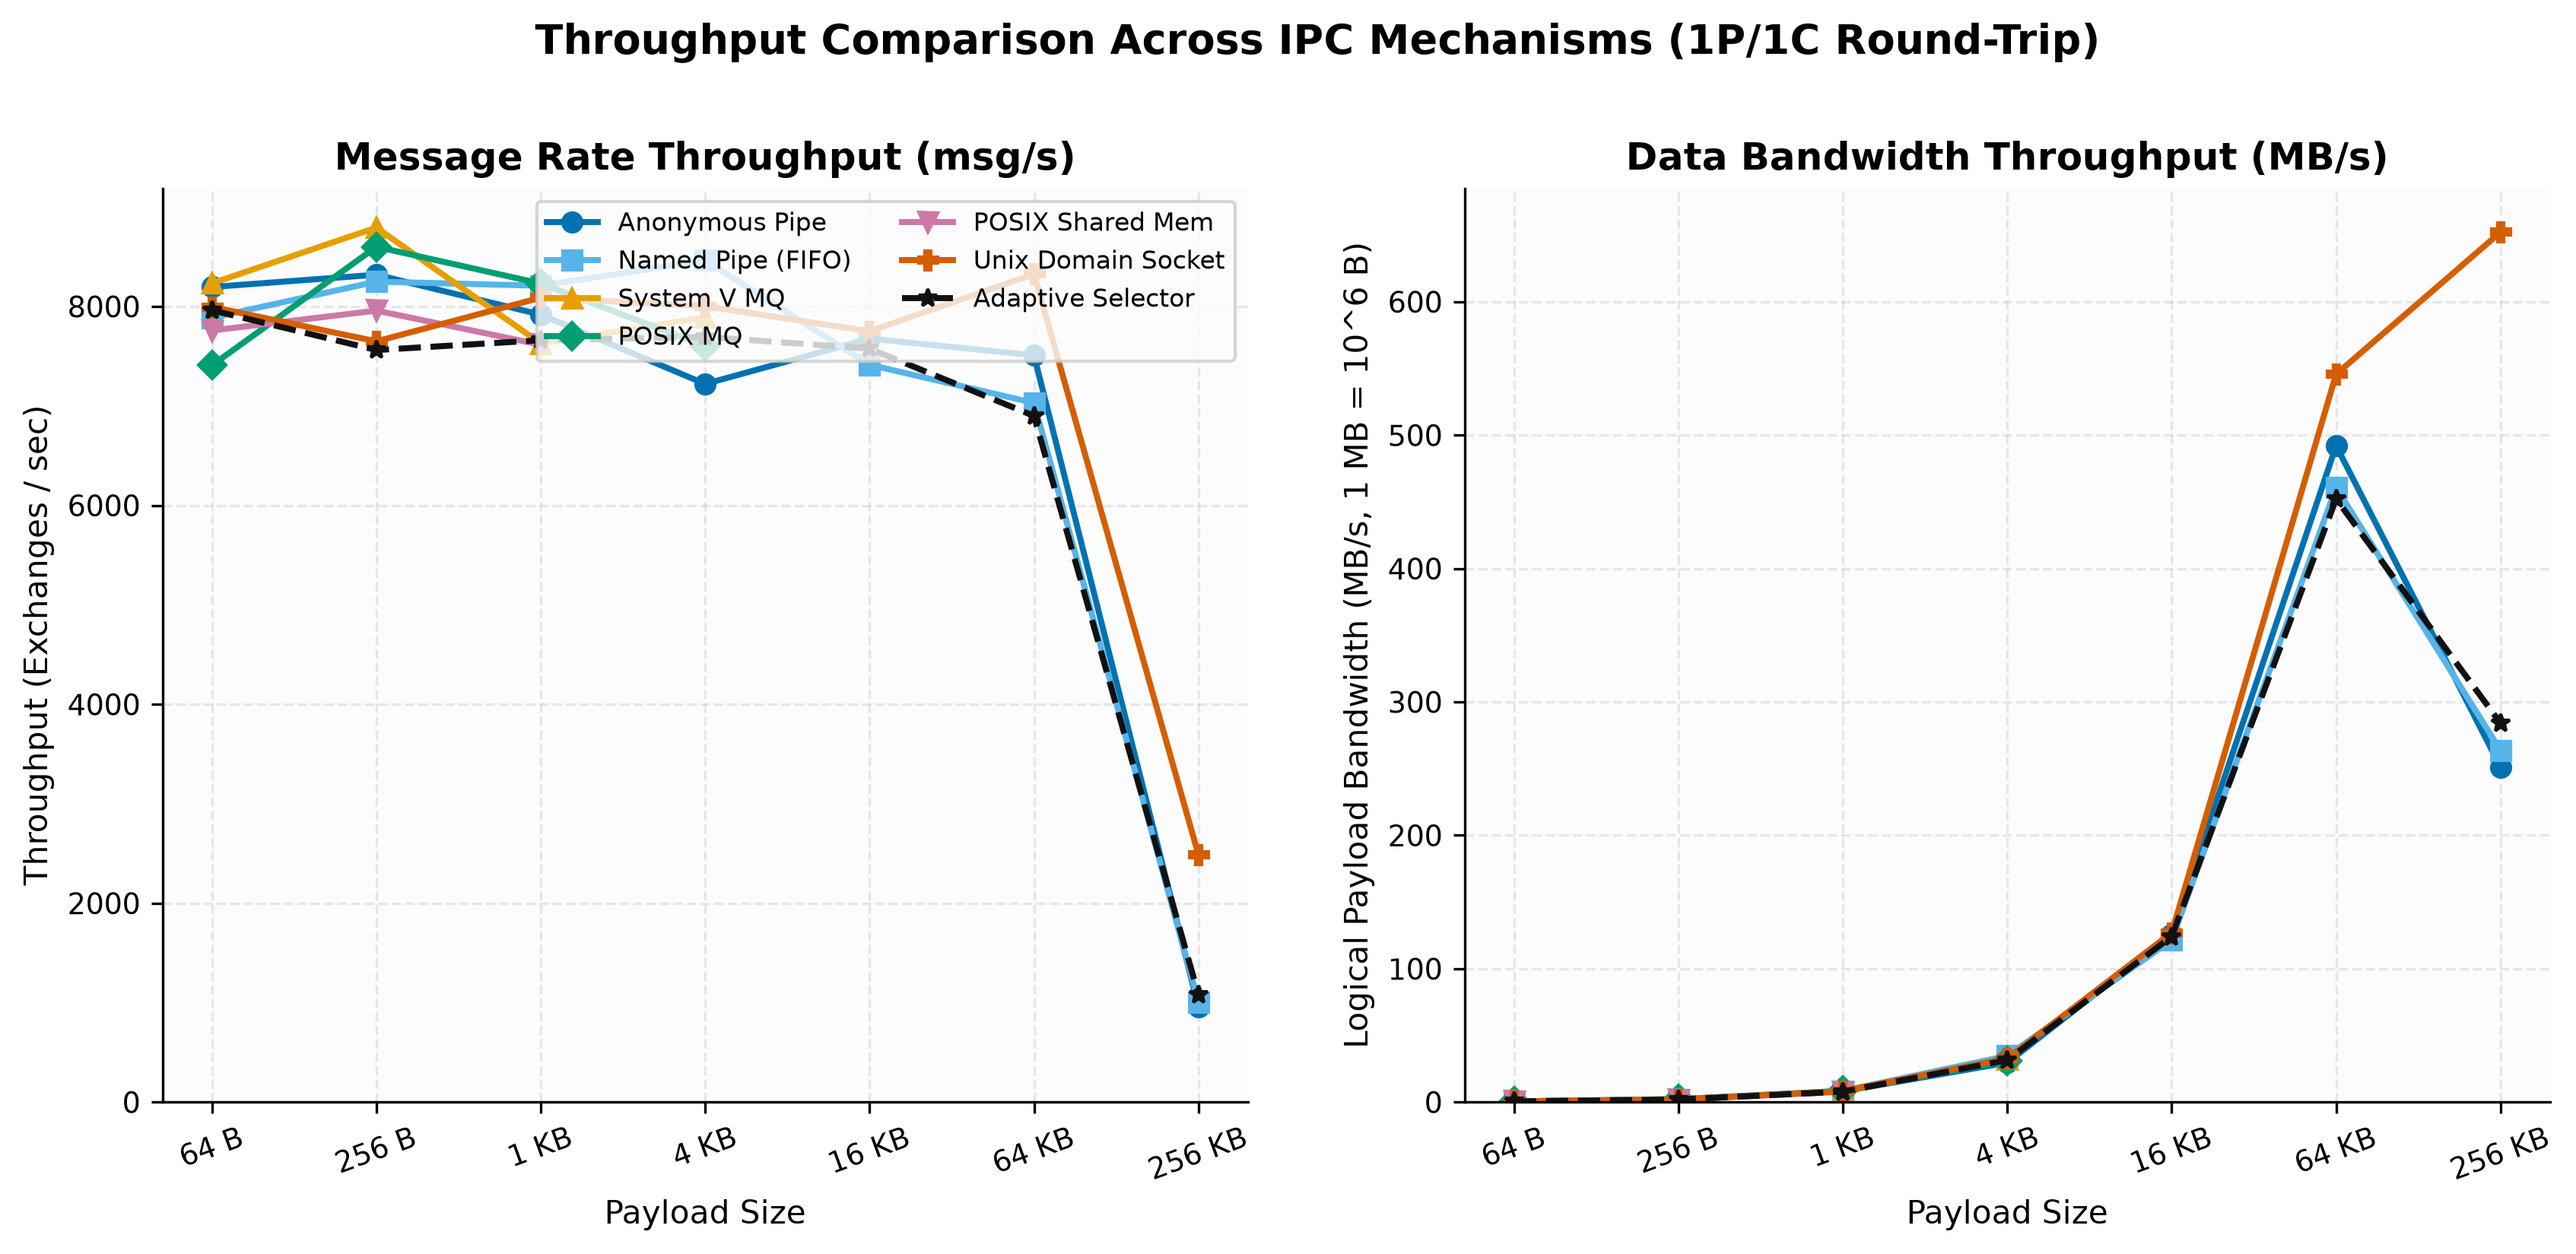 Throughput Comparison Across IPC Mechanisms (1P/1C Round-Trip)
Message Rate Throughput (msg/s)
Throughput (Exchanges / sec)
8000
6000
4000
2000
0
Anonymous Pipe
Named Pipe (FIFO)
System V MQ
POSIX MQ
POSIX Shared Mem
Unix Domain Socket
Adaptive Selector
64 B
256 B
1 KB
4 KB
16 KB
64 KB
256 KB
Payload Size
Data Bandwidth Throughput (MB/s)
Logical Payload Bandwidth (MB/s, 1 MB = 10^6 B)
600
500
400
300
200
100
0
64 B
256 B
1 KB
4 KB
16 KB
64 KB
256 KB
Payload Size